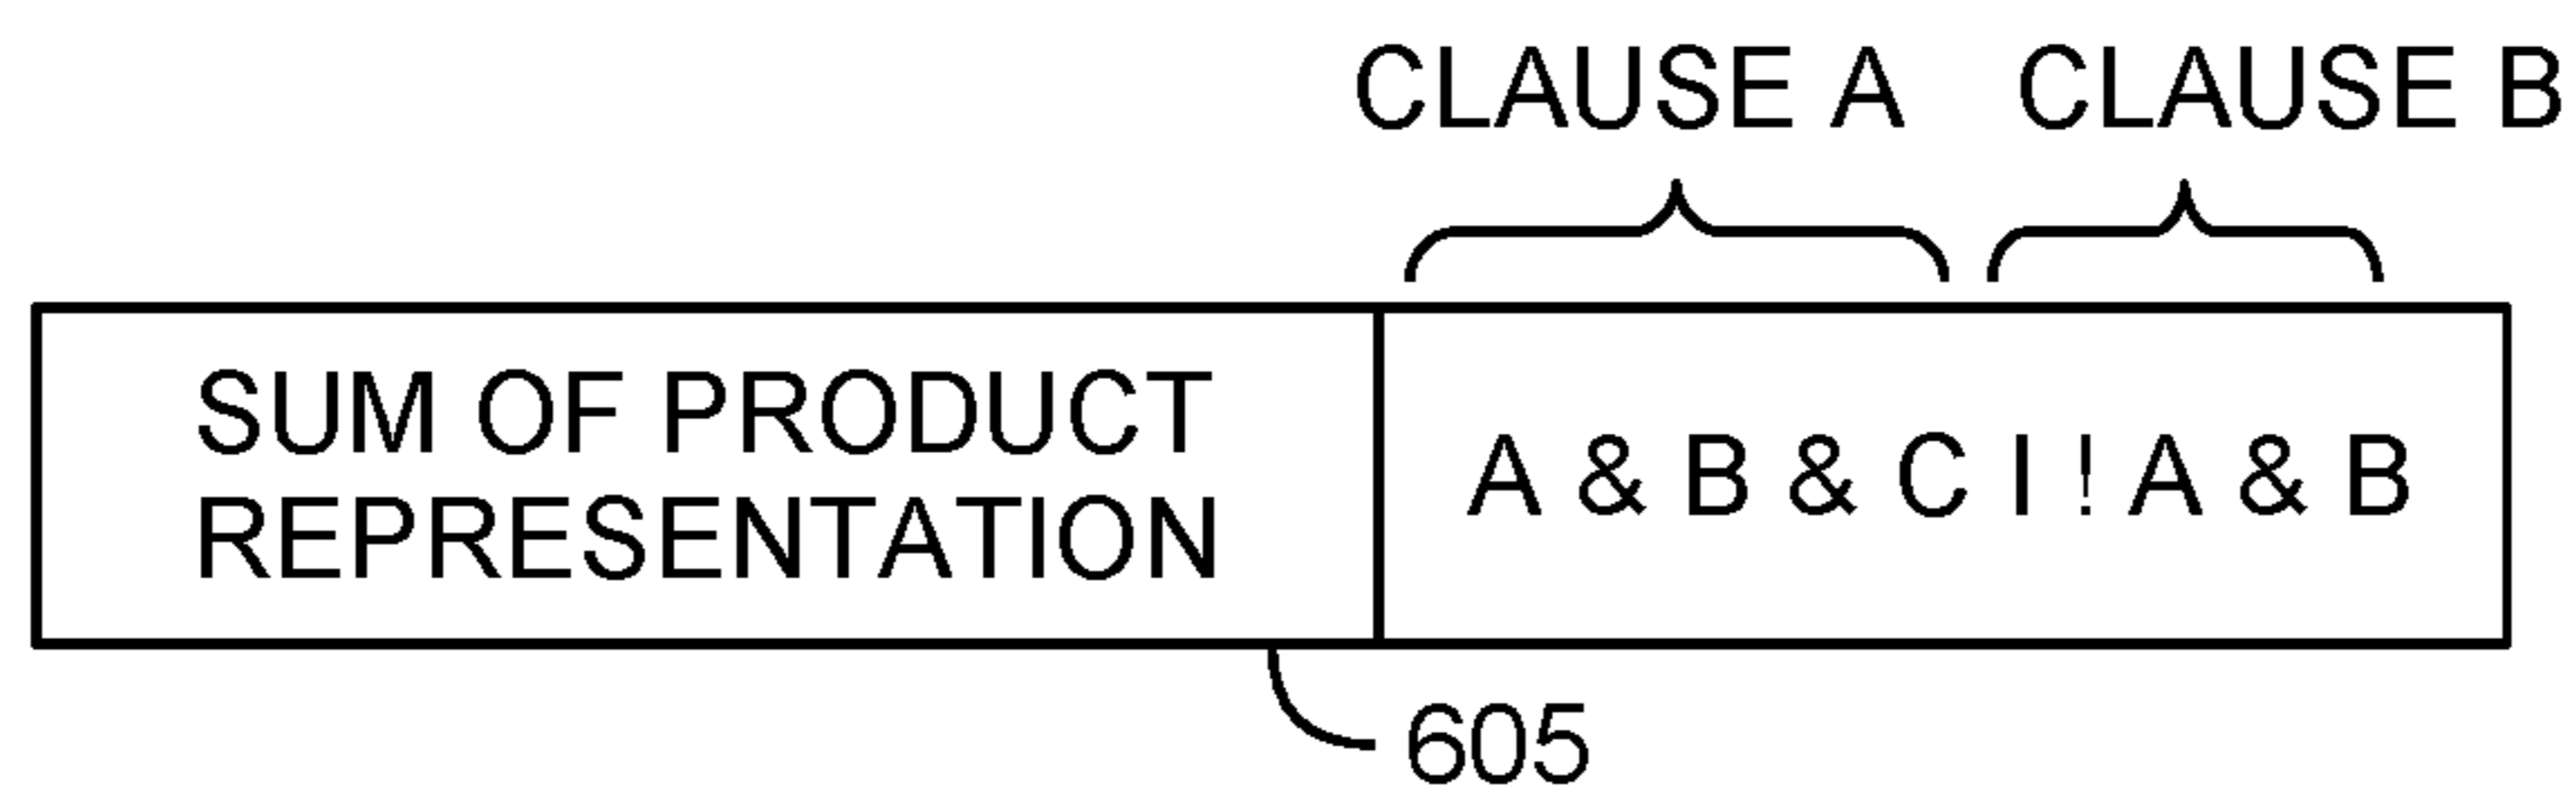 CLAUSE A CLAUSE B
SUM OF PRODUCT
REPRESENTATION
A & B & C I ! A & B
605